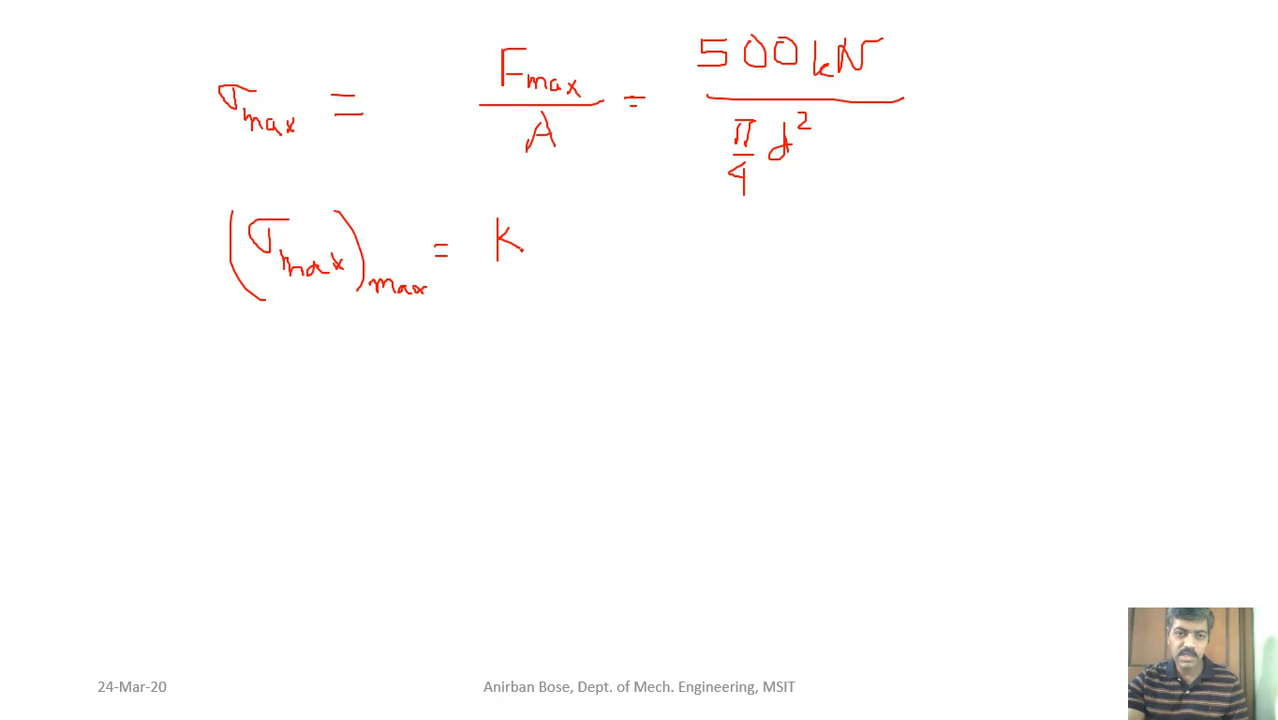 σmax = Fmax / A = 500 kN / (π/4 d²)
(σmax)max = K
24-Mar-20 Anirban Bose, Dept. of Mech. Engineering, MSIT